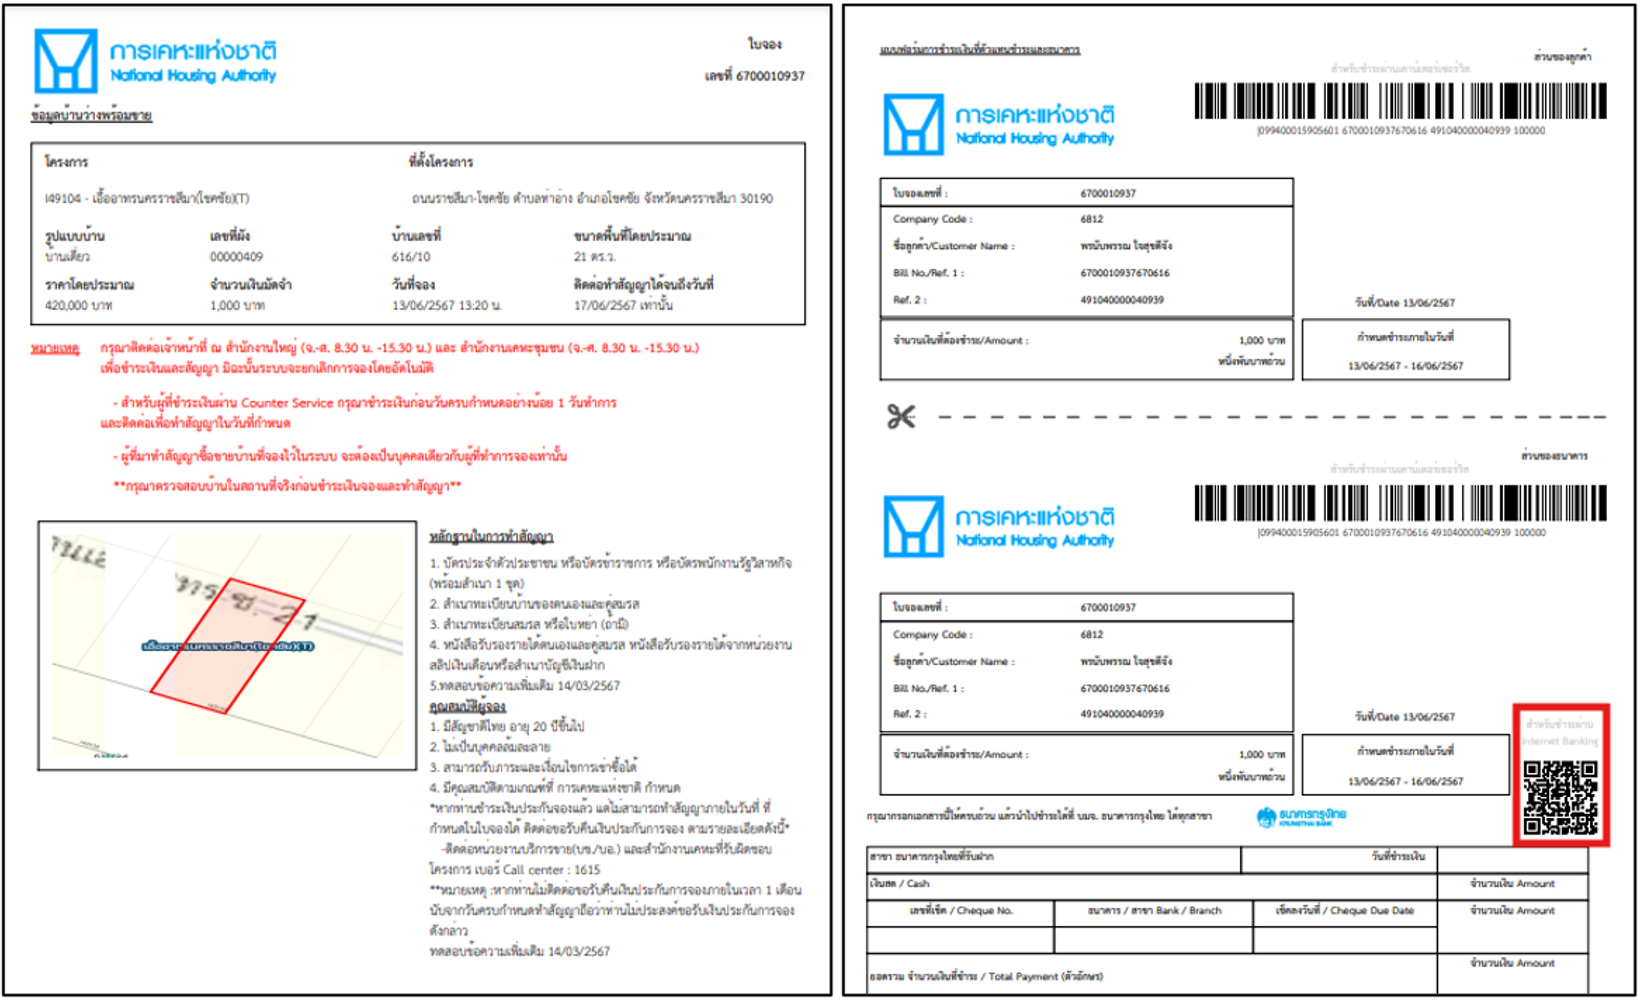 การเคหะแห่งชาติ
National Housing Authority
ใบจอง
เลขที่ 6700010937
ข้อมูลบ้านว่างพร้อมขาย
โครงการ ที่ตั้งโครงการ
I49104 - เอื้ออาทรนครราชสีมา(โชคชัย)(T) ถนนราชสีมา-โชคชัย ตำบลท่าอ่าง อำเภอโชคชัย จังหวัดนครราชสีมา 30190
รูปแบบบ้าน เลขที่ผัง บ้านเลขที่ ขนาดพื้นที่โดยประมาณ
บ้านเดี่ยว 00000409 616/10 21 ตร.ว.
ราคาโดยประมาณ จำนวนเงินมัดจำ วันที่จอง ติดต่อทำสัญญาได้จนถึงวันที่
420,000 บาท 1,000 บาท 13/06/2567 13:20 น. 17/06/2567 เท่านั้น
หมายเหตุ กรุณาติดต่อเจ้าหน้าที่ ณ สำนักงานใหญ่ (จ.-ส. 8.30 น. -15.30 น.) และ สำนักงานเคหะชุมชน (จ.-ศ. 8.30 น. -15.30 น.)
เพื่อชำระเงินและสัญญา มิฉะนั้นระบบจะยกเลิกการจองโดยอัตโนมัติ
- สำหรับผู้ที่ชำระเงินผ่าน Counter Service กรุณาชำระเงินก่อนวันครบกำหนดอย่างน้อย 1 วันทำการ
และติดต่อเพื่อทำสัญญาในวันที่กำหนด
- ผู้ที่มาทำสัญญาซื้อขายบ้านที่จองไว้ในระบบ จะต้องเป็นบุคคลเดียวกับผู้ที่ทำการจองเท่านั้น
**กรุณาตรวจสอบบ้านในสถานที่จริงก่อนชำระเงินจองและทำสัญญา**
เอื้ออาทรนครราชสีมา(โชคชัย)(T)
หลักฐานในการทำสัญญา
1. บัตรประจำตัวประชาชน หรือบัตรข้าราชการ หรือบัตรพนักงานรัฐวิสาหกิจ
(พร้อมสำเนา 1 ชุด)
2. สำเนาทะเบียนบ้านของตนเองและคู่สมรส
3. สำเนาทะเบียนสมรส หรือใบหย่า (ถ้ามี)
4. หนังสือรับรองรายได้ตนเองและคู่สมรส หนังสือรับรองรายได้จากหน่วยงาน
สลิปเงินเดือนหรือสำเนาบัญชีเงินฝาก
5.ทดสอบข้อความเพิ่มเติม 14/03/2567
คุณสมบัติผู้จอง
1. มีสัญชาติไทย อายุ 20 ปีขึ้นไป
2. ไม่เป็นบุคคลล้มละลาย
3. สามารถรับภาระและเงื่อนไขการเช่าซื้อได้
4. มีคุณสมบัติตามเกณฑ์ที่ การเคหะแห่งชาติ กำหนด
*หากท่านชำระเงินประกันจองแล้ว แต่ไม่สามารถทำสัญญาภายในวันที่ ที่
กำหนดในใบจองได้ ติดต่อขอรับคืนเงินประกันการจอง ตามรายละเอียดดังนี้*
-ติดต่อหน่วยงานบริการขาย(บข./บอ.) และสำนักงานเคหะที่รับผิดชอบ
โครงการ เบอร์ Call center : 1615
**หมายเหตุ :หากท่านไม่ติดต่อขอรับคืนเงินประกันการจองภายในเวลา 1 เดือน
นับจากวันครบกำหนดทำสัญญาถือว่าท่านไม่ประสงค์ขอรับเงินประกันการจอง
ดังกล่าว
ทดสอบข้อความเพิ่มเติม 14/03/2567
แบบฟอร์มการชำระเงินที่ตัวแทนชำระและธนาคาร
ส่วนของลูกค้า
สำหรับชำระผ่านเคาน์เตอร์เซอร์วิส
|099400015905601 6700010937670616 491040000040939 100000
การเคหะแห่งชาติ
National Housing Authority
ใบจองเลขที่ : 6700010937
Company Code : 6812
ชื่อลูกค้า/Customer Name : พรนับพรรณ ใจสุขดีจัง
Bill No./Ref. 1 : 6700010937670616
Ref. 2 : 491040000040939
วันที่/Date 13/06/2567
จำนวนเงินที่ต้องชำระ/Amount : 1,000 บาท
หนึ่งพันบาทถ้วน
กำหนดชำระภายในวันที่
13/06/2567 - 16/06/2567
ส่วนของธนาคาร
สำหรับชำระผ่านเคาน์เตอร์เซอร์วิส
|099400015905601 6700010937670616 491040000040939 100000
การเคหะแห่งชาติ
National Housing Authority
ใบจองเลขที่ : 6700010937
Company Code : 6812
ชื่อลูกค้า/Customer Name : พรนับพรรณ ใจสุขดีจัง
Bill No./Ref. 1 : 6700010937670616
Ref. 2 : 491040000040939
วันที่/Date 13/06/2567
จำนวนเงินที่ต้องชำระ/Amount : 1,000 บาท
หนึ่งพันบาทถ้วน
กำหนดชำระภายในวันที่
13/06/2567 - 16/06/2567
สำหรับชำระผ่าน
Internet Banking
กรุณากรอกเอกสารนี้ให้ครบถ้วน แล้วนำไปชำระได้ที่ บมจ. ธนาคารกรุงไทย ได้ทุกสาขา
ธนาคารกรุงไทย
KRUNGTHAI BANK
สาขา ธนาคารกรุงไทยที่รับฝาก วันที่ชำระเงิน
เงินสด / Cash จำนวนเงิน Amount
เลขที่เช็ค / Cheque No. ธนาคาร / สาขา Bank / Branch เช็คลงวันที่ / Cheque Due Date จำนวนเงิน Amount
จำนวนเงิน Amount
ยอดรวม จำนวนเงินที่ชำระ / Total Payment (ตัวอักษร)